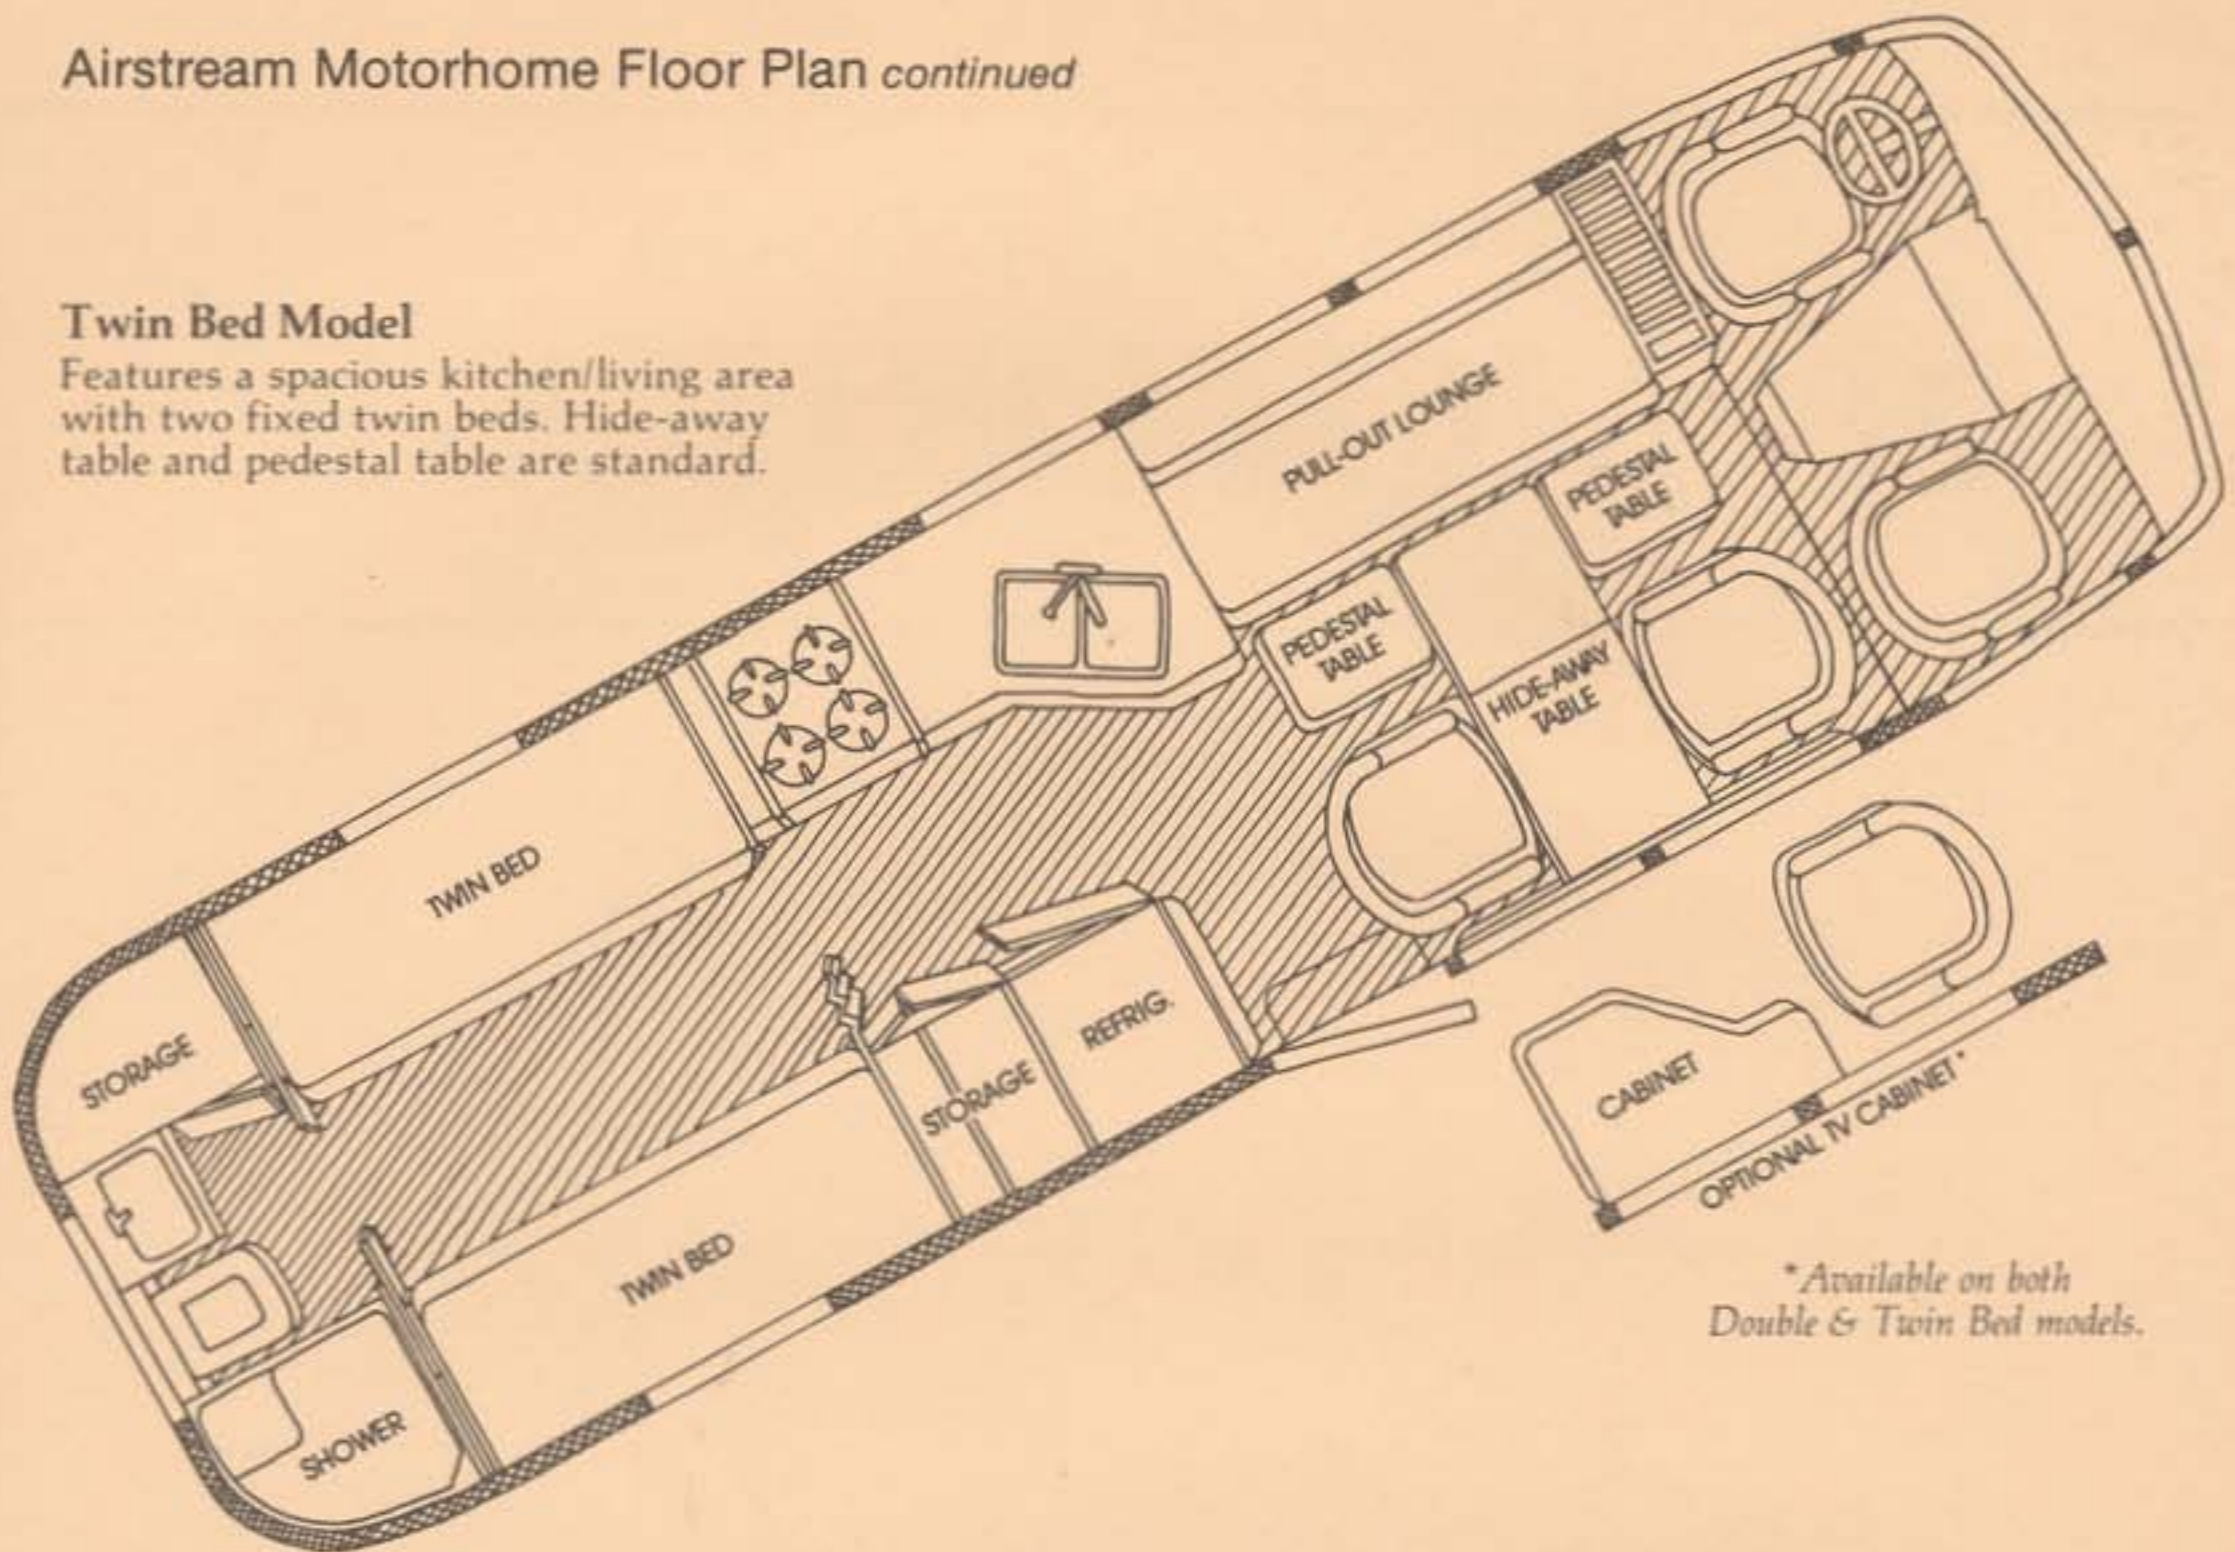 Airstream Motorhome Floor Plan continued
Twin Bed Model
Features a spacious kitchen/living area
with two fixed twin beds. Hide-away
table and pedestal table are standard.
PULL-OUT LOUNGE
PEDESTAL
TABLE
PEDESTAL
TABLE
HIDE-AWAY
TABLE
TWIN BED
STORAGE
REFRIG.
STORAGE
TWIN BED
SHOWER
CABINET
OPTIONAL TV CABINET*
*Available on both
Double & Twin Bed models.